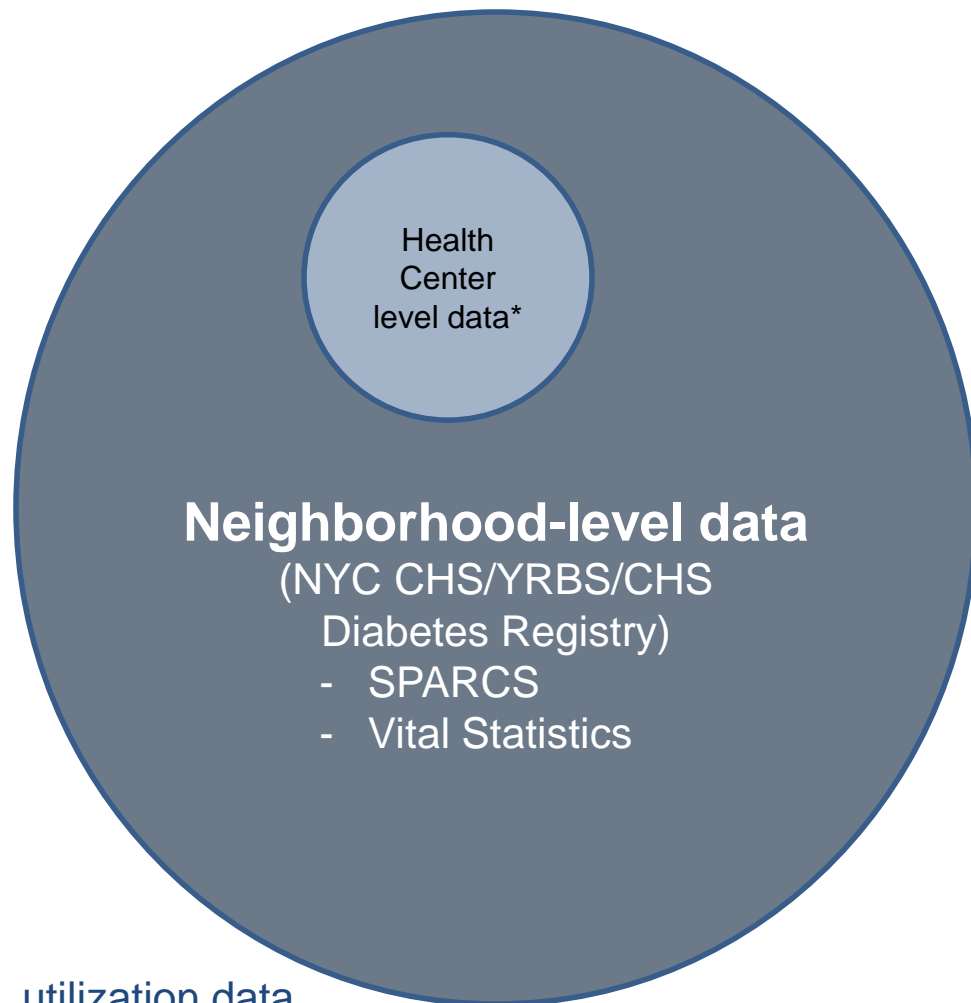 Health
Center
level data*
Neighborhood-level data
(NYC CHS/YRBS/CHS
Diabetes Registry)
- SPARCS
- Vital Statistics
utilization data